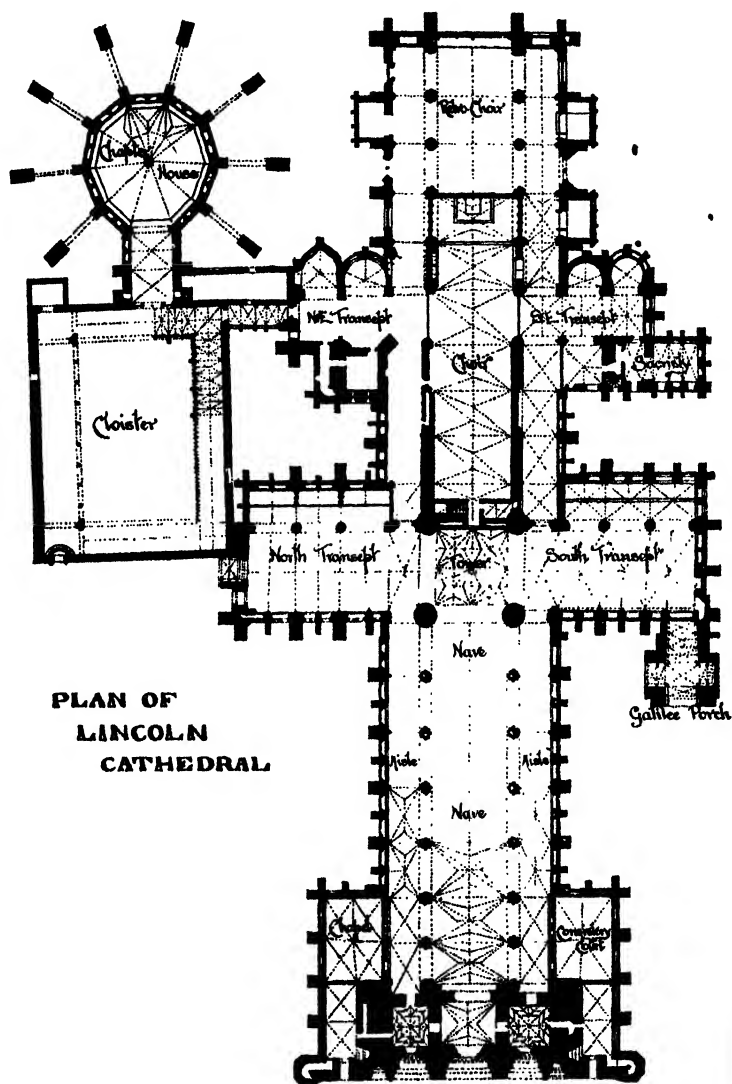 Retro Choir
Chapter
House
N.E. Transept
S.E. Transept
Choir
Cloister
North Transept
Tower
South Transept
Nave
Galilee Porch
PLAN OF
LINCOLN
CATHEDRAL
Aisle
Aisle
Nave
Chapel
Consistory
Court